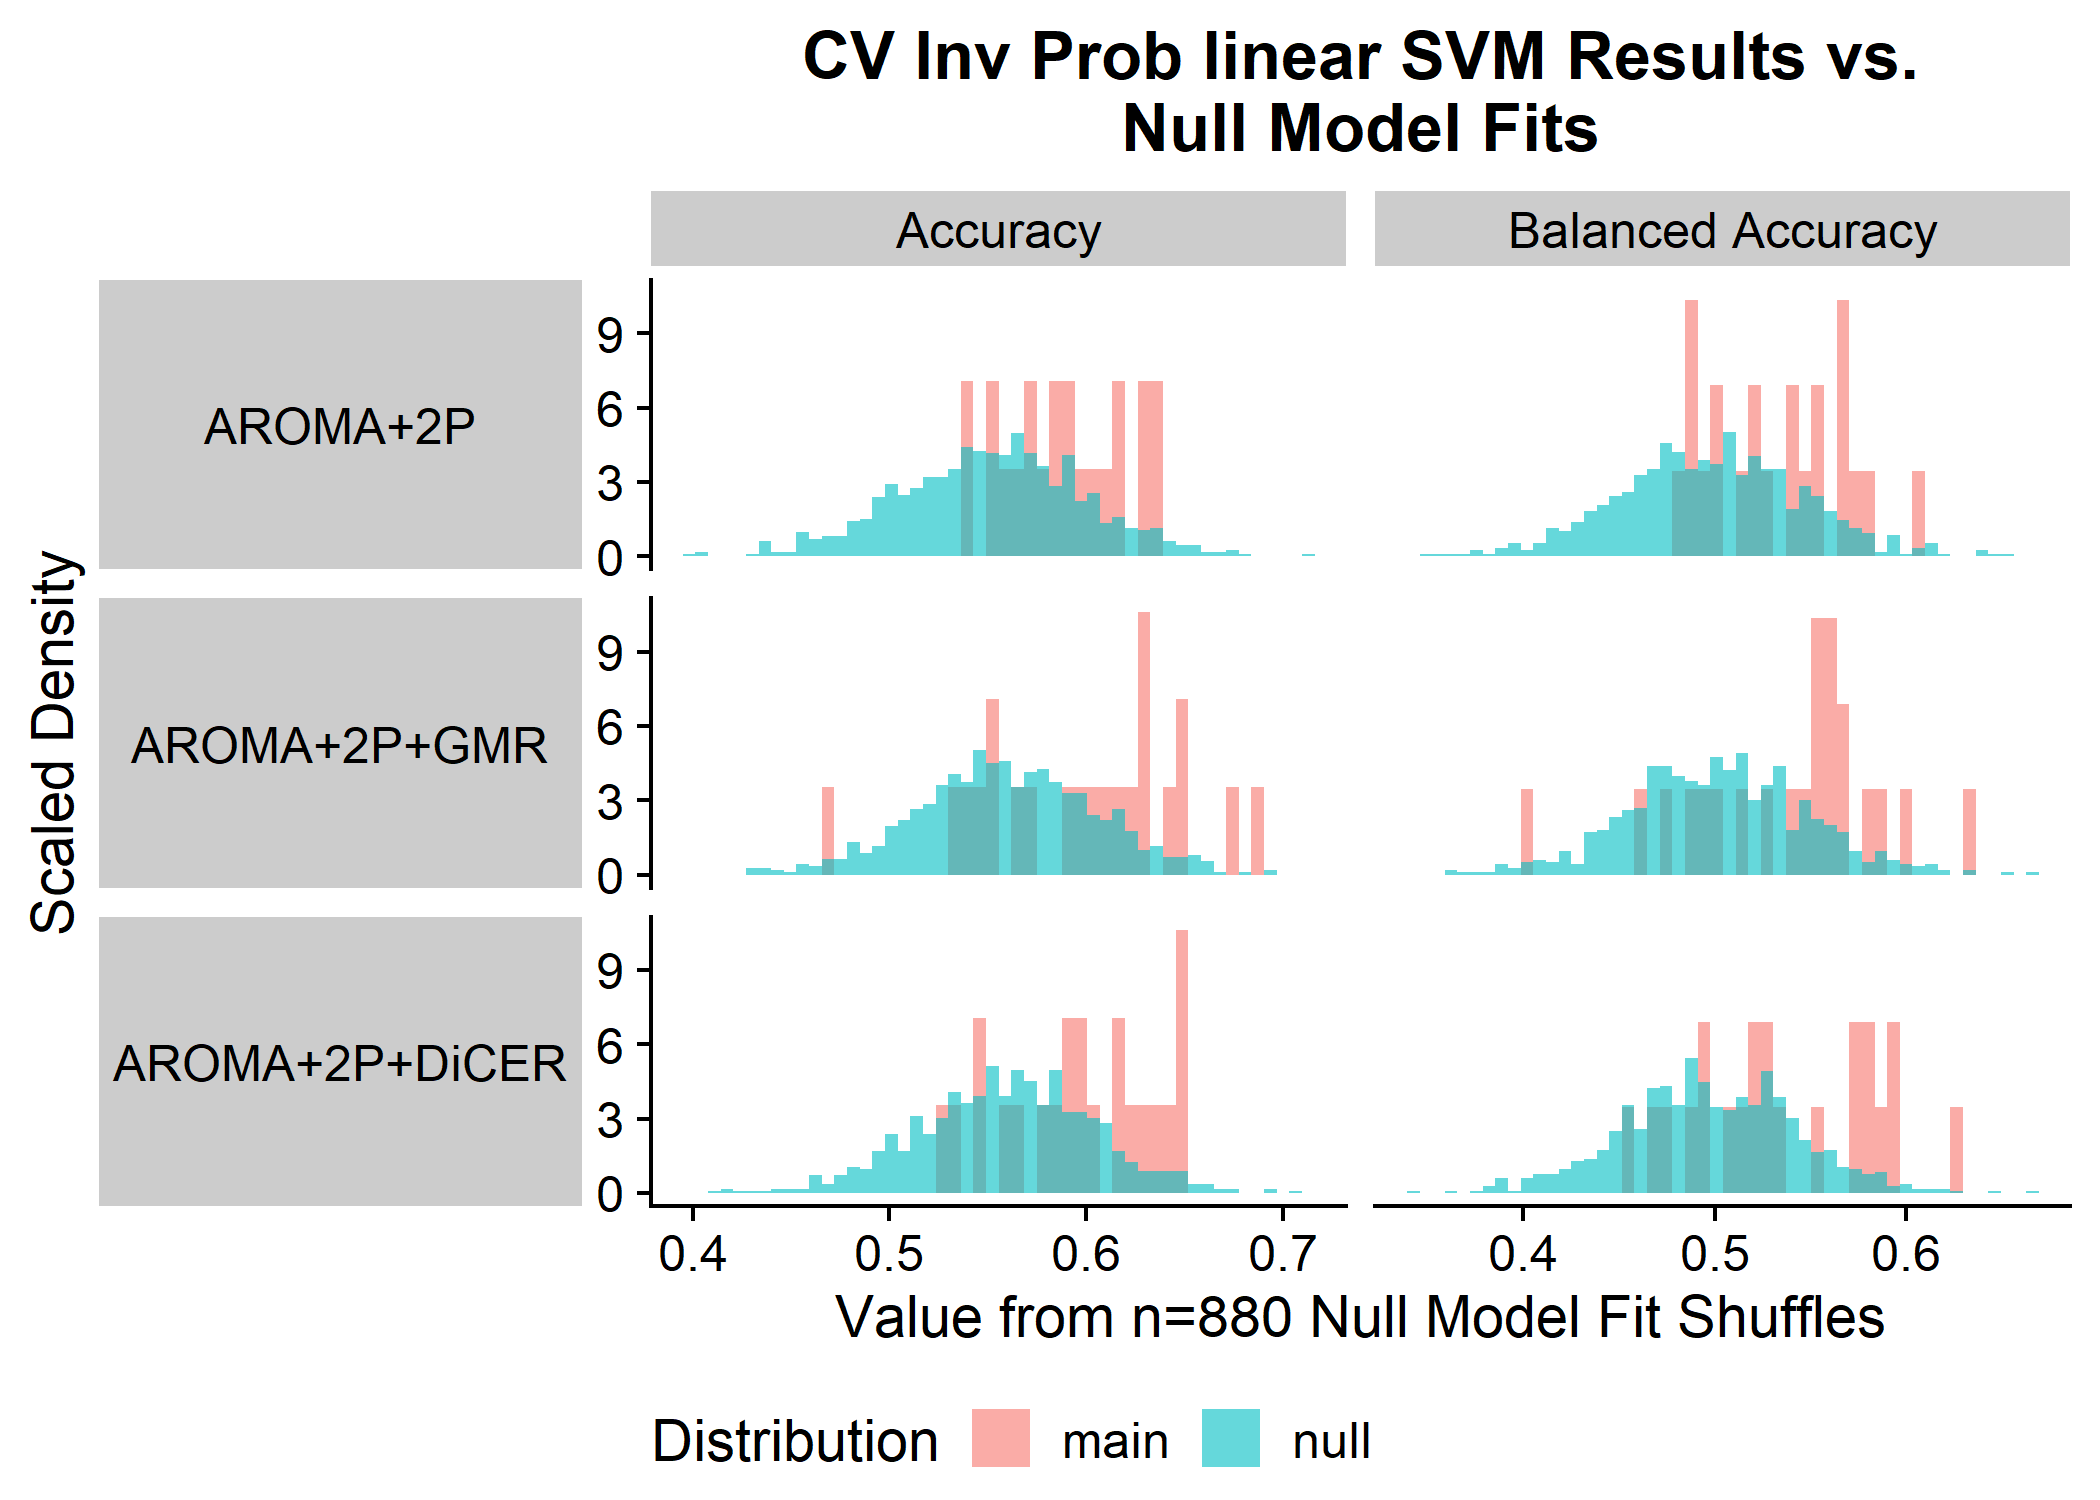 CV Inv Prob linear SVM Results vs.
Null Model Fits
Accuracy
Balanced Accuracy
Scaled Density
AROMA+2P
9
6
3
0
AROMA+2P+GMR
9
6
3
0
AROMA+2P+DiCER
9
6
3
0
0.4 0.5 0.6 0.7
0.4 0.5 0.6
Value from n=880 Null Model Fit Shuffles
Distribution main null